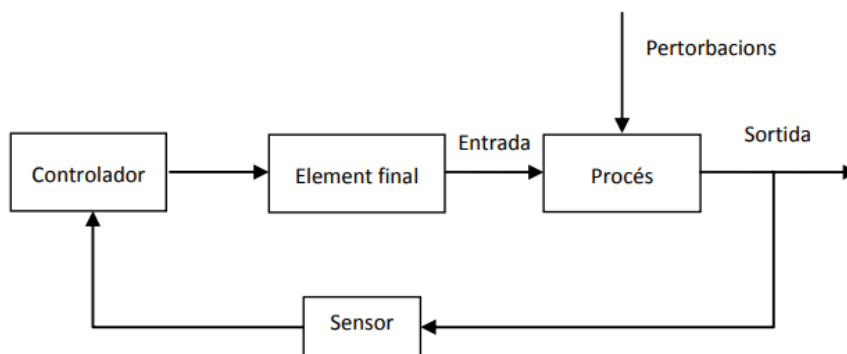 Pertorbacions
Controlador
Element final
Entrada
Procés
Sortida
Sensor